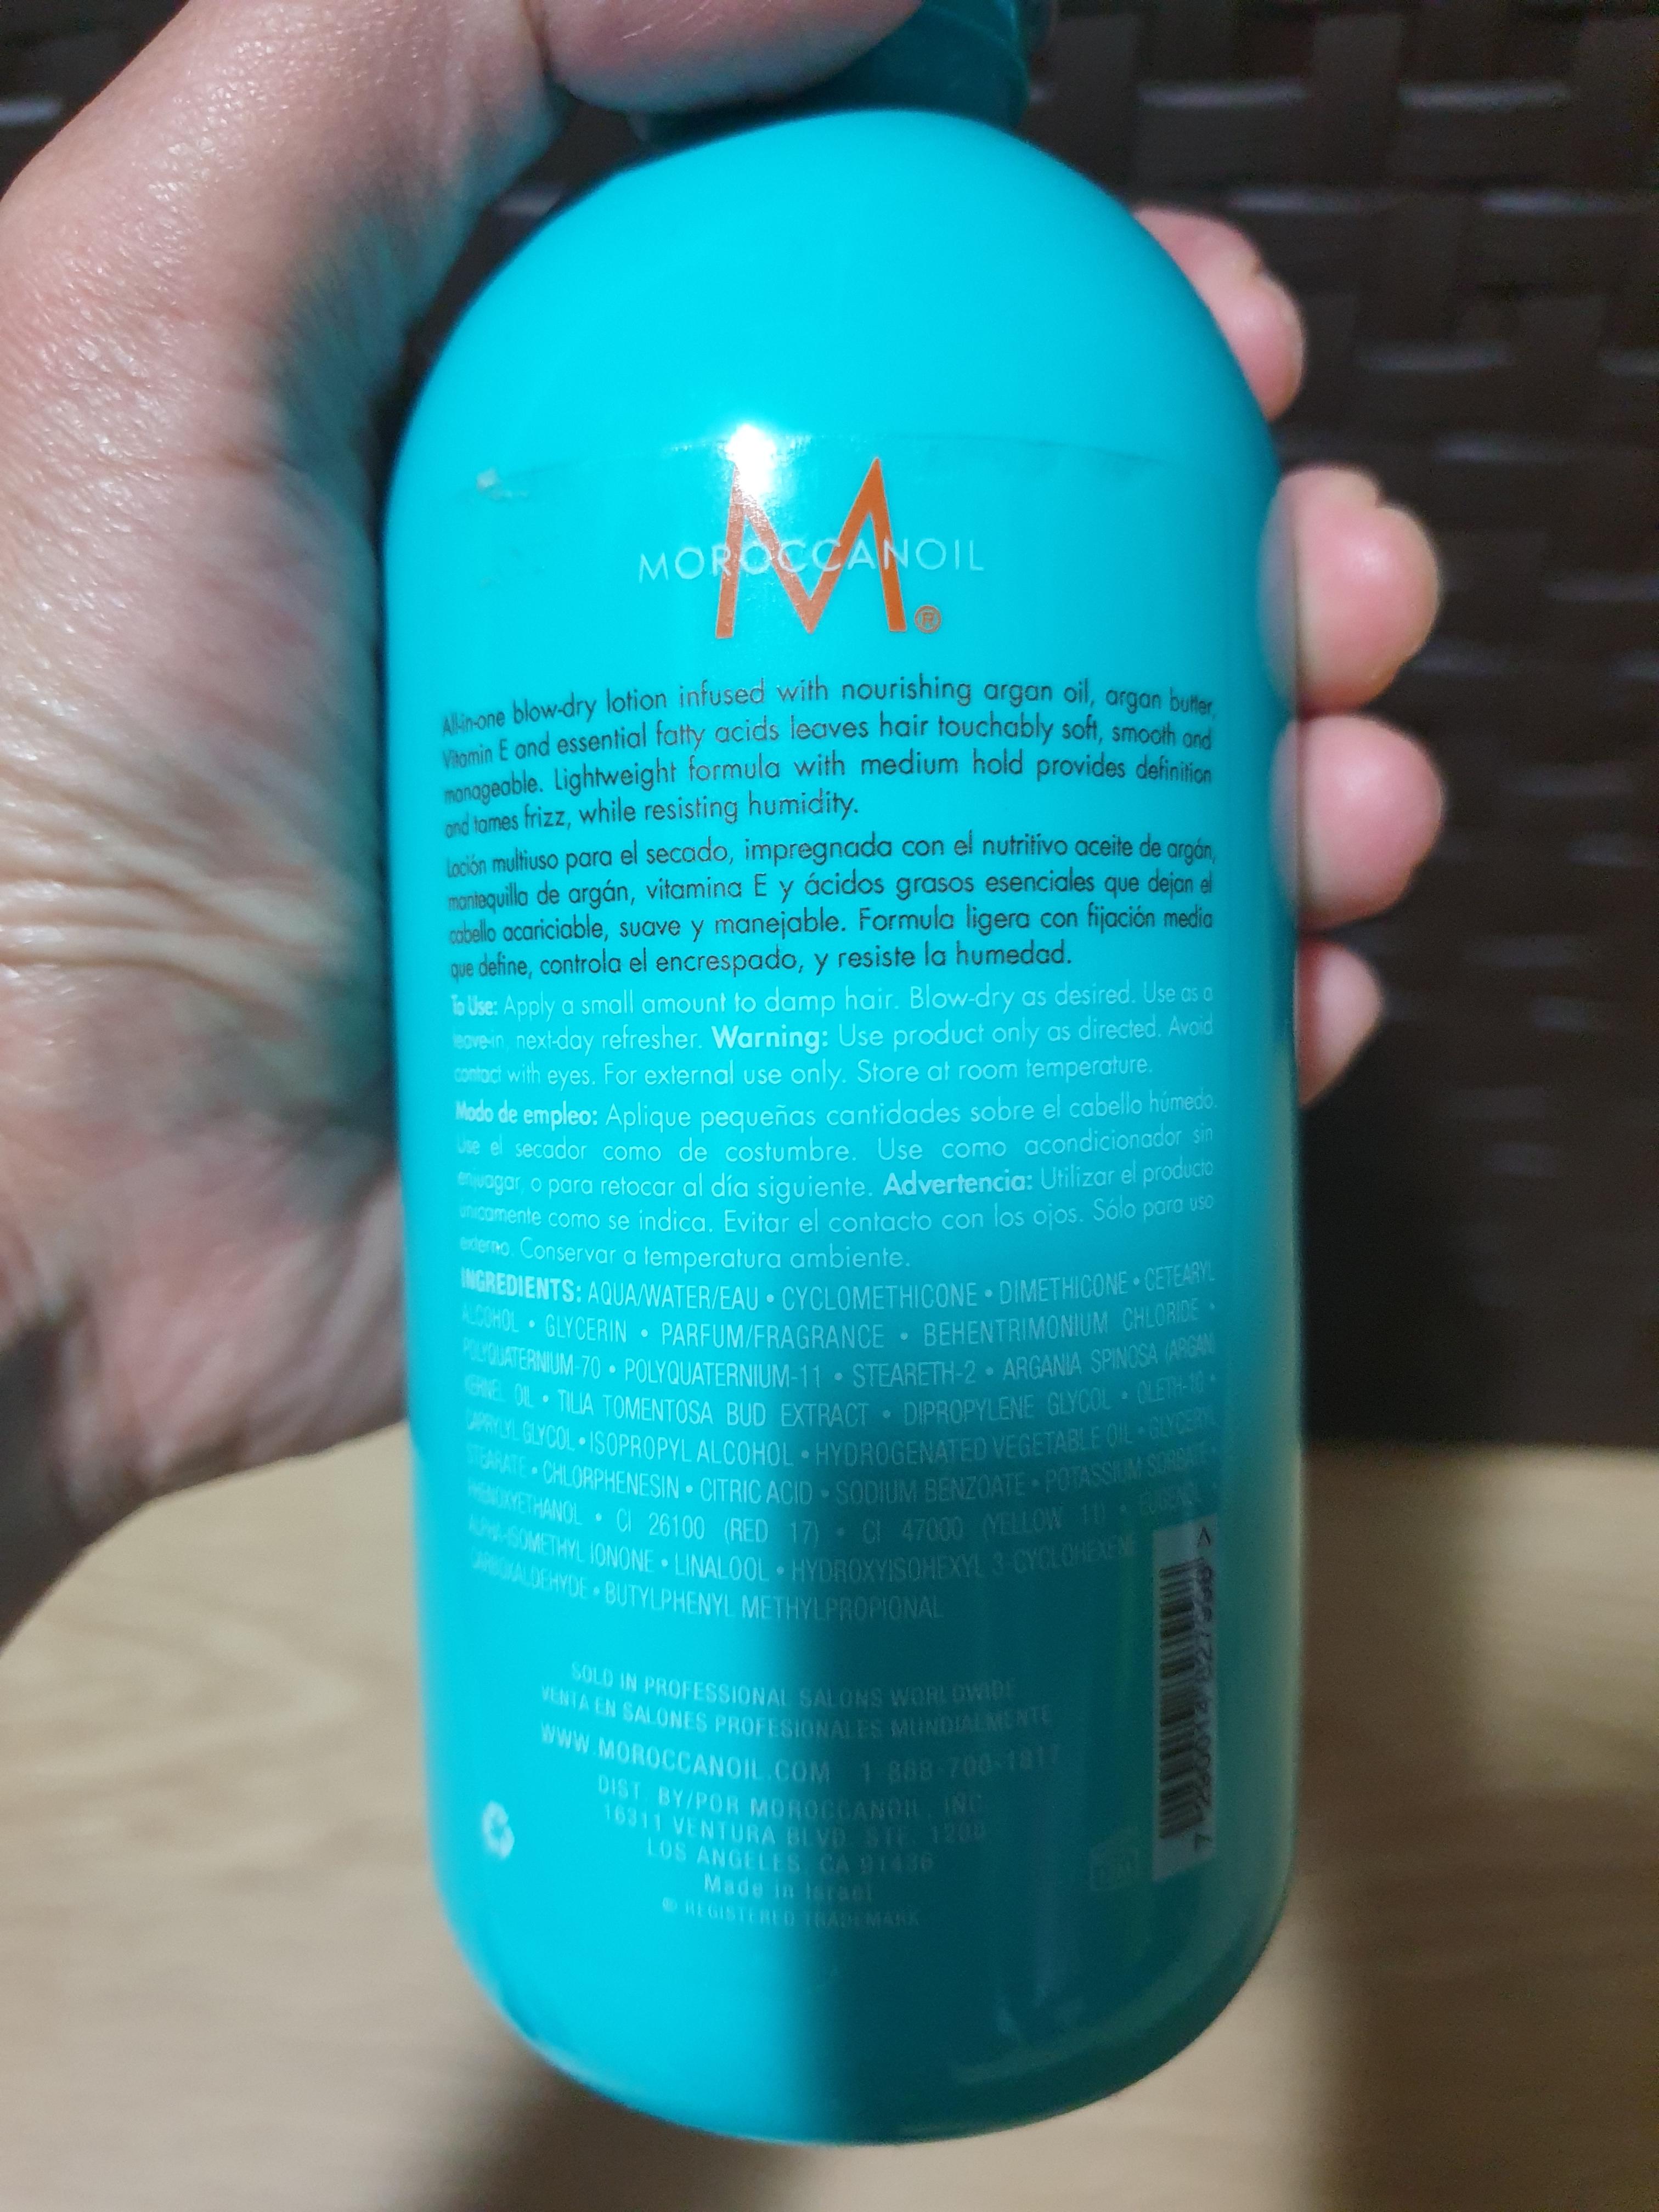 M
MOROCCANOIL
®
All-in-one blow-dry lotion infused with nourishing argan oil, argan butter,
Vitamin E and essential fatty acids leaves hair touchably soft, smooth and
manageable. Lightweight formula with medium hold provides definition
and tames frizz, while resisting humidity.
Loción multiuso para el secado, impregnada con el nutritivo aceite de argán,
mantequilla de argán, vitamina E y ácidos grasos esenciales que dejan el
cabello acariciable, suave y manejable. Formula ligera con fijación media
que define, controla el encrespado, y resiste la humedad.
To Use: Apply a small amount to damp hair. Blow-dry as desired. Use as a
leave-in, next-day refresher. Warning: Use product only as directed. Avoid
contact with eyes. For external use only. Store at room temperature.
Modo de empleo: Aplique pequeñas cantidades sobre el cabello húmedo.
Use el secador como de costumbre. Use como acondicionador sin
enjuagar, o para retocar al día siguiente. Advertencia: Utilizar el producto
únicamente como se indica. Evitar el contacto con los ojos. Sólo para uso
externo. Conservar a temperatura ambiente.
INGREDIENTS: AQUA/WATER/EAU • CYCLOMETHICONE • DIMETHICONE • CETEARYL
ALCOHOL • GLYCERIN • PARFUM/FRAGRANCE • BEHENTRIMONIUM CHLORIDE •
POLYQUATERNIUM-70 • POLYQUATERNIUM-11 • STEARETH-2 • ARGANIA SPINOSA (ARGAN)
KERNEL OIL • TILIA TOMENTOSA BUD EXTRACT • DIPROPYLENE GLYCOL • OLETH-10 •
CAPRYLYL GLYCOL • ISOPROPYL ALCOHOL • HYDROGENATED VEGETABLE OIL • GLYCERYL
STEARATE • CHLORPHENESIN • CITRIC ACID • SODIUM BENZOATE • POTASSIUM SORBATE •
PHENOXYETHANOL • CI 26100 (RED 17) • CI 47000 (YELLOW 11) • EUGENOL •
ALPHA-ISOMETHYL IONONE • LINALOOL • HYDROXYISOHEXYL 3-CYCLOHEXENE
CARBOXALDEHYDE • BUTYLPHENYL METHYLPROPIONAL
SOLD IN PROFESSIONAL SALONS WORLDWIDE
VENTA EN SALONES PROFESIONALES MUNDIALMENTE
WWW.MOROCCANOIL.COM 1-888-700-1817
DIST. BY/POR MOROCCANOIL, INC.
16311 VENTURA BLVD. STE. 1200
LOS ANGELES, CA 91436
Made in Israel
® REGISTERED TRADEMARK